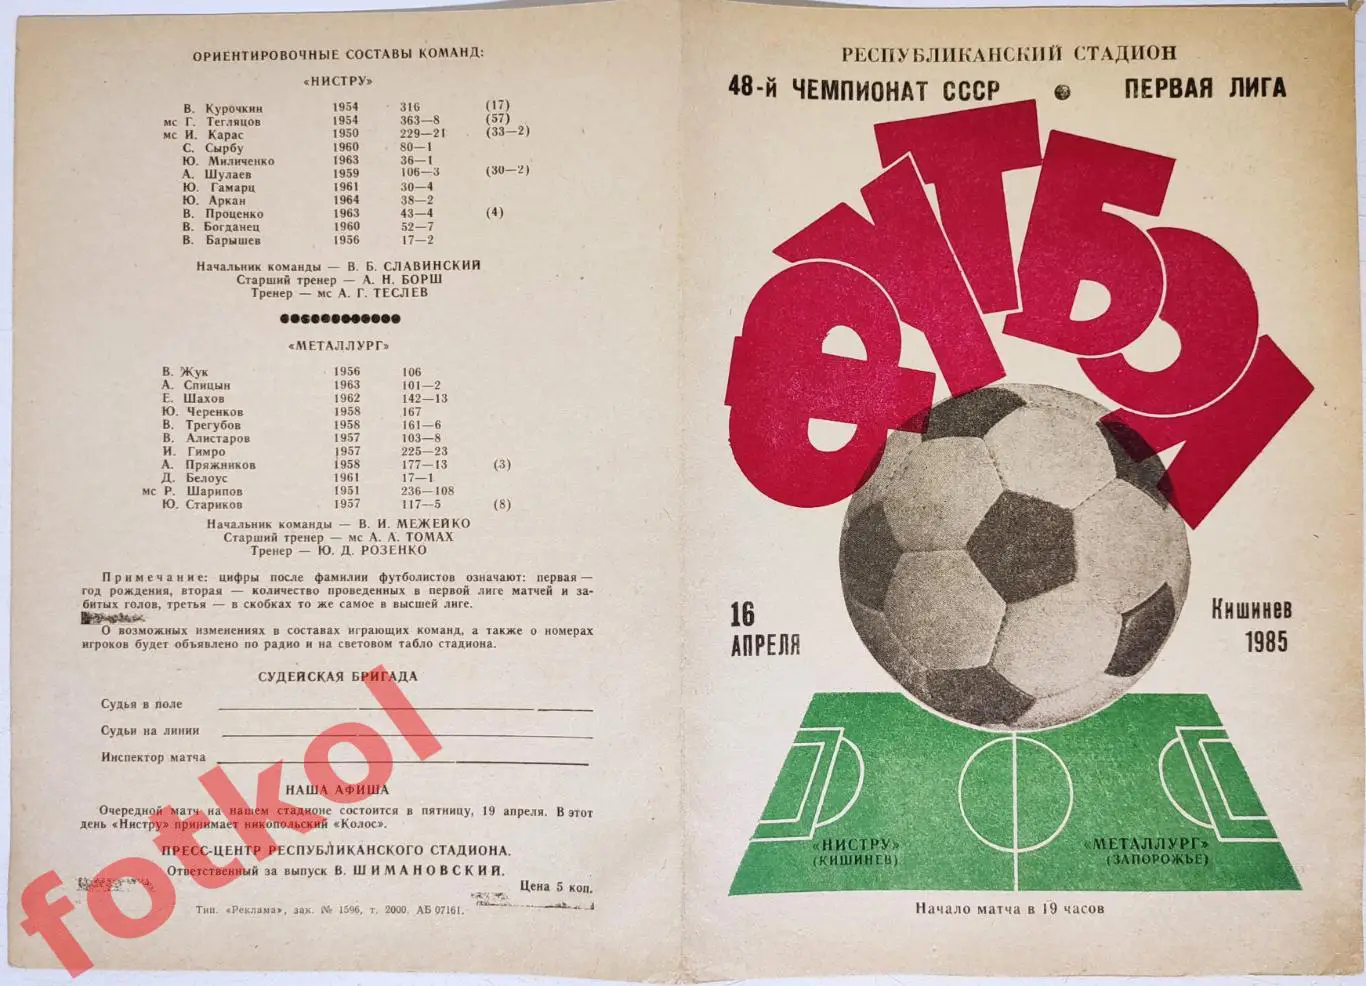 ОРИЕНТИРОВОЧНЫЕ СОСТАВЫ КОМАНД:
«НИСТРУ»
В. Курочкин 1954 316 (17)
мс Г. Тегляцов 1954 363—8 (57)
мс И. Карас 1950 229—21 (33—2)
С. Сырбу 1960 80—1
Ю. Миличенко 1963 36—1
А. Шулаев 1959 106—3 (30—2)
Ю. Гамарц 1961 30—4
Ю. Аркан 1964 38—2
В. Проценко 1963 43—4 (4)
В. Богданец 1960 52—7
В. Барышев 1956 17—2
Начальник команды — В. Б. СЛАВИНСКИЙ
Старший тренер — А. Н. БОРШ
Тренер — мс А. Г. ТЕСЛЕВ
«МЕТАЛЛУРГ»
В. Жук 1956 106
А. Спицын 1963 101—2
Е. Шахов 1962 142—13
Ю. Черенков 1958 167
В. Трегубов 1958 161—6
В. Алистаров 1957 103—8
И. Гимро 1957 225—23
А. Пряжников 1958 177—13 (3)
Д. Белоус 1961 17—1
мс Р. Шарипов 1951 236—108
Ю. Стариков 1957 117—5 (8)
Начальник команды — В. И. МЕЖЕЙКО
Старший тренер — мс А. А. ТОМАХ
Тренер — Ю. Д. РОЗЕНКО
Примечание: цифры после фамилии футболистов означают: первая —
год рождения, вторая — количество проведенных в первой лиге матчей и за-
битых голов, третья — в скобках то же самое в высшей лиге.
О возможных изменениях в составах играющих команд, а также о номерах
игроков будет объявлено по радио и на световом табло стадиона.
СУДЕЙСКАЯ БРИГАДА
Судья в поле
Судьи на линии
Инспектор матча
НАША АФИША
Очередной матч на нашем стадионе состоится в пятницу, 19 апреля. В этот
день «Нистру» принимает никопольский «Колос».
ПРЕСС-ЦЕНТР РЕСПУБЛИКАНСКОГО СТАДИОНА.
Ответственный за выпуск В. ШИМАНОВСКИЙ.
Цена 5 коп.
Тип. «Реклама», зак. № 1596, т. 2000. АБ 07161.
fotkol
РЕСПУБЛИКАНСКИЙ СТАДИОН
48-й ЧЕМПИОНАТ СССР ПЕРВАЯ ЛИГА
ФУТБОЛ
16
АПРЕЛЯ
Кишинев
1985
«НИСТРУ»
(КИШИНЕВ)
«МЕТАЛЛУРГ»
(ЗАПОРОЖЬЕ)
Начало матча в 19 часов